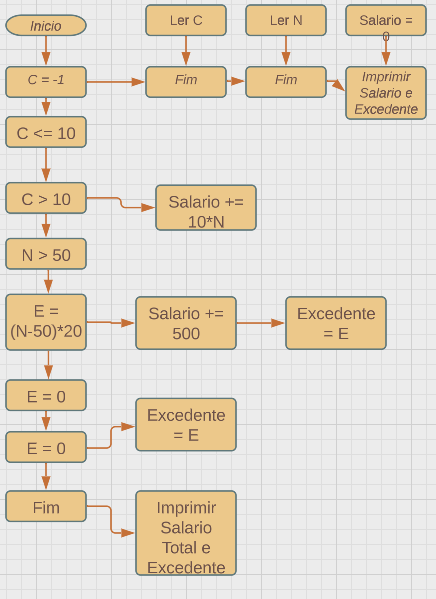 Inicio
Ler C
Ler N
Salario =
0
C = -1
Fim
Fim
Imprimir
Salario e
Excedente
C <= 10
C > 10
Salario +=
10*N
N > 50
E =
(N-50)*20
Salario +=
500
Excedente
= E
E = 0
Excedente
= E
E = 0
Fim
Imprimir
Salario
Total e
Excedente